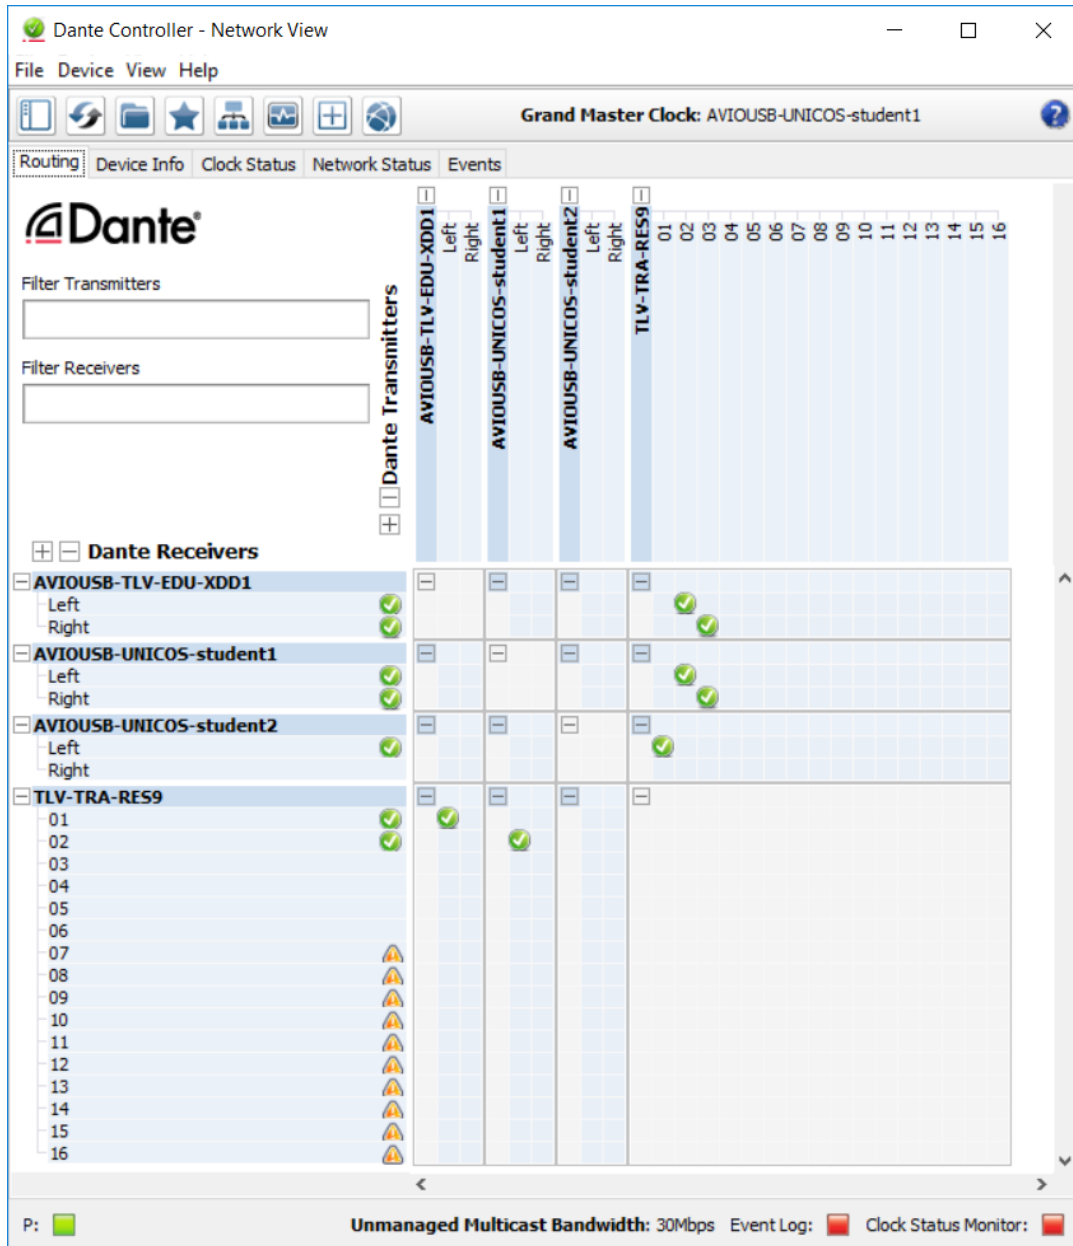 Dante Controller - Network View
File Device View Help
Grand Master Clock: AVIOUSB-UNICOS-student1
Routing Device Info Clock Status Network Status Events
Dante®
Filter Transmitters
Filter Receivers
Dante Transmitters
AVIOUSB-TLV-EDU-XDD1
Left
Right
AVIOUSB-UNICOS-student1
Left
Right
AVIOUSB-UNICOS-student2
Left
Right
TLV-TRA-RES9
01
02
03
04
05
06
07
08
09
10
11
12
13
14
15
16
Dante Receivers
AVIOUSB-TLV-EDU-XDD1
Left
Right
AVIOUSB-UNICOS-student1
Left
Right
AVIOUSB-UNICOS-student2
Left
Right
TLV-TRA-RES9
01
02
03
04
05
06
07
08
09
10
11
12
13
14
15
16
P: Unmanaged Multicast Bandwidth: 30Mbps Event Log: Clock Status Monitor: